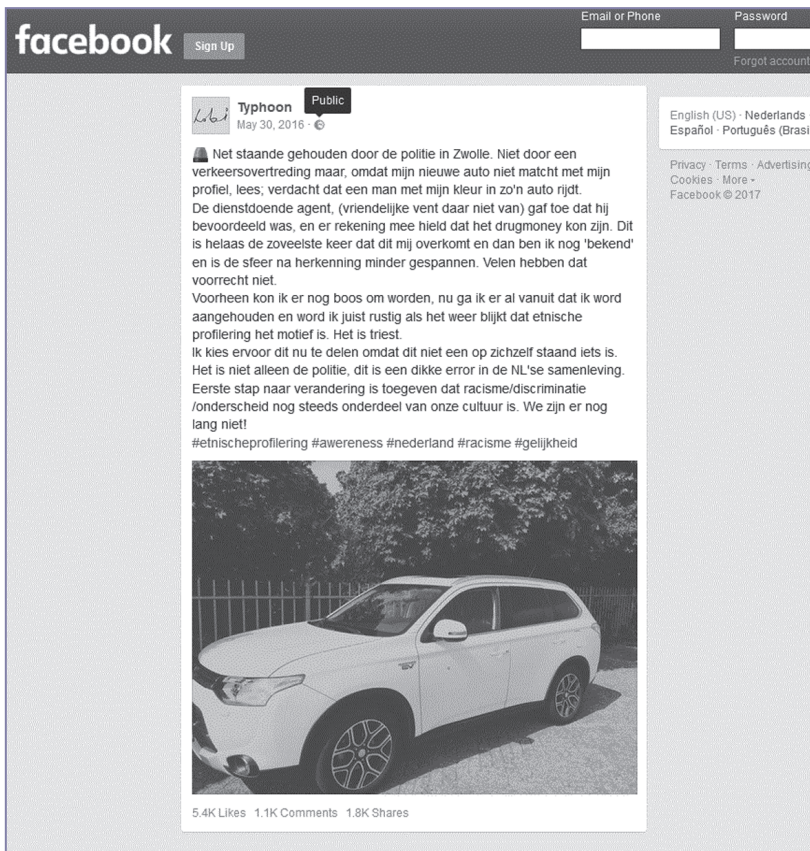 Email or Phone
Password
facebook
Sign Up
Forgot account
Public
Typhoon
May 30, 2016 ·
Net staande gehouden door de politie in Zwolle. Niet door een
verkeersovertreding maar, omdat mijn nieuwe auto niet matcht met mijn
profiel, lees; verdacht dat een man met mijn kleur in zo'n auto rijdt.
De dienstdoende agent, (vriendelijke vent daar niet van) gaf toe dat hij
bevoordeeld was, en er rekening mee hield dat het drugmoney kon zijn. Dit
is helaas de zoveelste keer dat dit mij overkomt en dan ben ik nog 'bekend'
en is de sfeer na herkenning minder gespannen. Velen hebben dat
voorrecht niet.
Voorheen kon ik er nog boos om worden, nu ga ik er al vanuit dat ik word
aangehouden en word ik juist rustig als het weer blijkt dat etnische
profilering het motief is. Het is triest.
Ik kies ervoor dit nu te delen omdat dit niet een op zichzelf staand iets is.
Het is niet alleen de politie, dit is een dikke error in de NL'se samenleving.
Eerste stap naar verandering is toegeven dat racisme/discriminatie
/onderscheid nog steeds onderdeel van onze cultuur is. We zijn er nog
lang niet!
#etnischeprofilering #awereness #nederland #racisme #gelijkheid
5.4K Likes 1.1K Comments 1.8K Shares
English (US) · Nederlands ·
Español · Português (Brasi
Privacy · Terms · Advertising
Cookies · More
Facebook © 2017